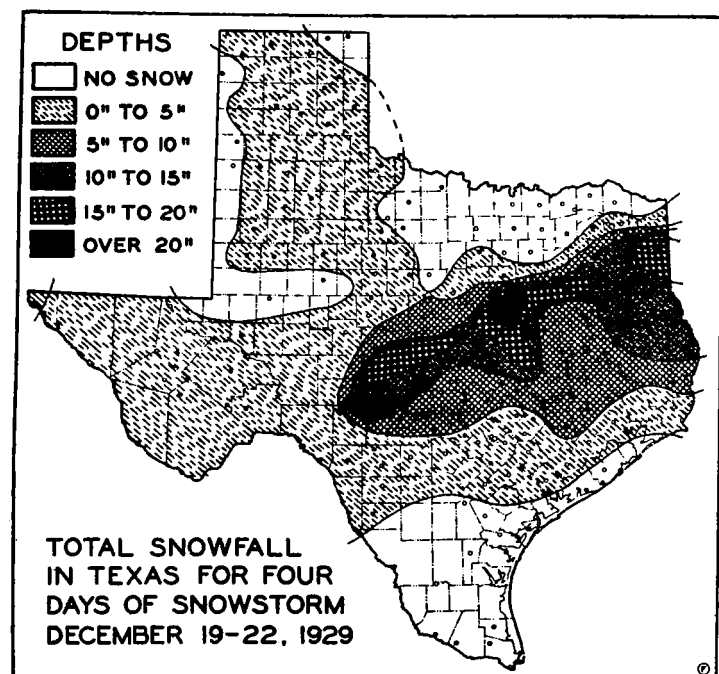 DEPTHS
NO SNOW
0" TO 5"
5" TO 10"
10" TO 15"
15" TO 20"
OVER 20"
TOTAL SNOWFALL
IN TEXAS FOR FOUR
DAYS OF SNOWSTORM
DECEMBER 19-22, 1929